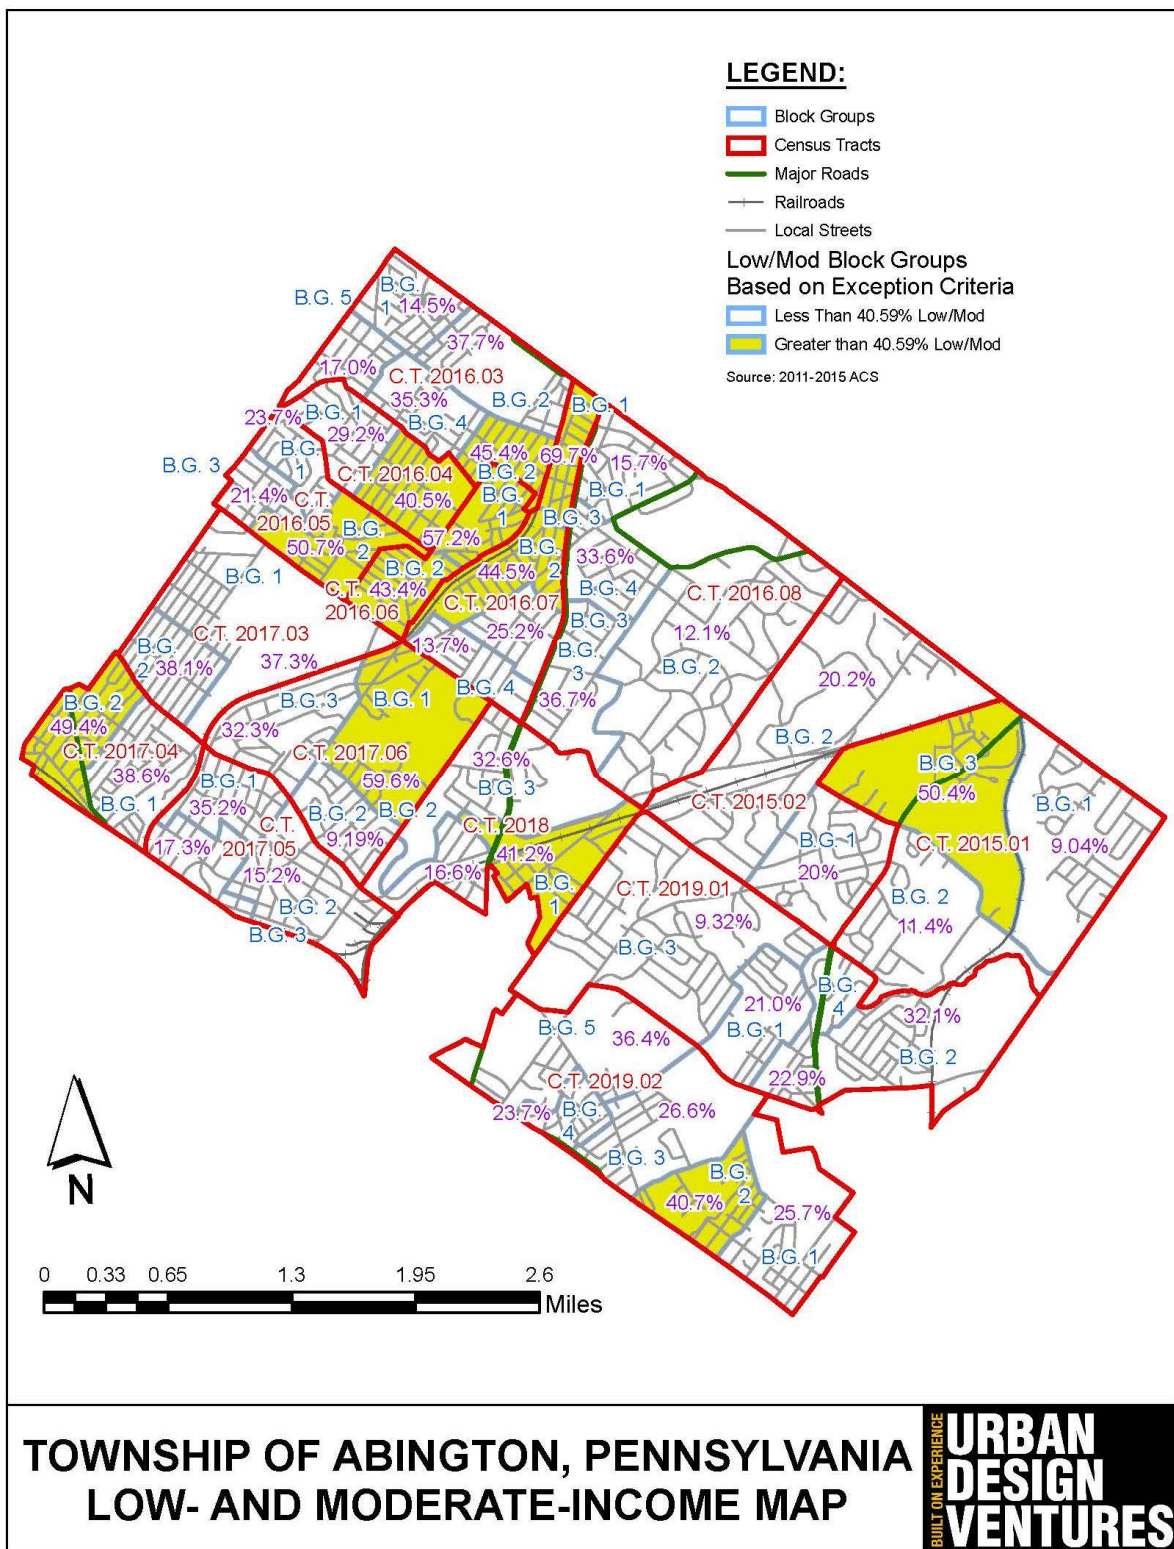 LEGEND:
Block Groups
Census Tracts
Major Roads
Railroads
Local Streets
Low/Mod Block Groups
Based on Exception Criteria
Less Than 40.59% Low/Mod
Greater than 40.59% Low/Mod
Source: 2011-2015 ACS
B.G. 5
B.G.
1
14.5%
37.7%
17.0%
C.T. 2016.03
35.3%
B.G. 2
B.G. 1
23.7%
B.G. 1
29.2%
B.G. 4
45.4%
69.7%
15.7%
B.G. 3
B.G.
1
C.T. 2016.04
B.G. 2
B.G. 1
21.4%
40.5%
B.G.
1
B.G. 3
C.T.
2016.05
50.7%
B.G.
2
57.2%
B.G.
2
33.6%
B.G. 1
B.G. 2
44.5%
B.G. 4
C.T.
2016.06
43.4%
C.T. 2016.07
C.T. 2016.08
C.T. 2017.03
37.3%
13.7%
25.2%
B.G. 3
12.1%
B.G.
2
38.1%
B.G.
3
B.G. 2
20.2%
B.G. 2
49.4%
B.G. 3
B.G. 1
B.G. 4
36.7%
32.3%
B.G. 2
C.T. 2017.04
38.6%
C.T. 2017.06
59.6%
32.6%
B.G. 3
B.G. 3
50.4%
B.G. 1
B.G. 1
35.2%
B.G. 2
B.G. 2
C.T. 2015.02
B.G. 1
17.3%
C.T.
2017.05
9.19%
C.T. 2018
41.2%
B.G. 1
20%
C.T. 2015.01
9.04%
15.2%
16.6%
B.G.
1
C.T. 2019.01
B.G. 2
11.4%
B.G. 2
B.G. 3
9.32%
B.G. 3
21.0%
B.G.
4
B.G. 5
36.4%
B.G. 1
32.1%
B.G. 2
C.T. 2019.02
22.9%
23.7%
B.G.
4
26.6%
B.G. 3
B.G.
2
40.7%
25.7%
B.G. 1
N
0 0.33 0.65 1.3 1.95 2.6
Miles
TOWNSHIP OF ABINGTON, PENNSYLVANIA
LOW- AND MODERATE-INCOME MAP
BUILT ON EXPERIENCE
URBAN
DESIGN
VENTURES